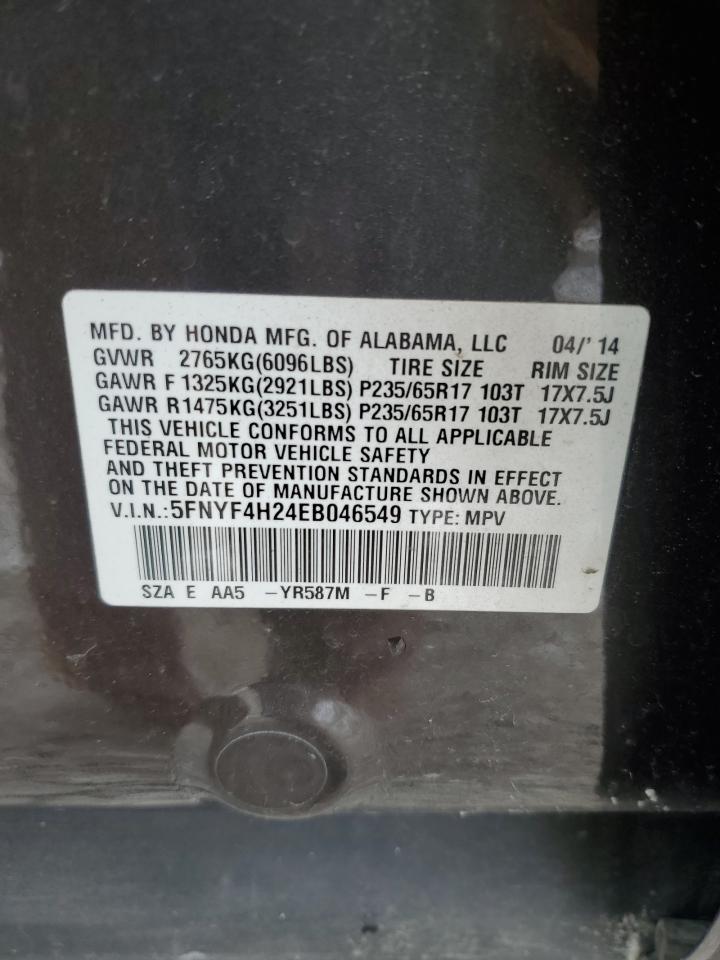 MFD. BY HONDA MFG. OF ALABAMA, LLC 04/' 14
GVWR 2765KG(6096LBS) TIRE SIZE RIM SIZE
GAWR F 1325KG(2921LBS) P235/65R17 103T 17X7.5J
GAWR R1475KG(3251LBS) P235/65R17 103T 17X7.5J
THIS VEHICLE CONFORMS TO ALL APPLICABLE
FEDERAL MOTOR VEHICLE SAFETY
AND THEFT PREVENTION STANDARDS IN EFFECT
ON THE DATE OF MANUFACTURE SHOWN ABOVE.
V.I.N.:5FNYF4H24EB046549 TYPE: MPV
SZA E AA5 -YR587M -F -B